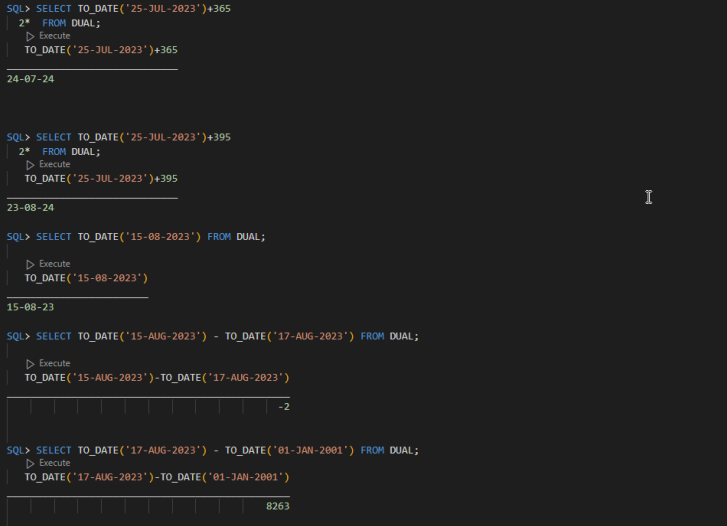 SQL> SELECT TO_DATE('25-JUL-2023')+365
2* FROM DUAL;
Execute
TO_DATE('25-JUL-2023')+365
24-07-24
SQL> SELECT TO_DATE('25-JUL-2023')+395
2* FROM DUAL;
Execute
TO_DATE('25-JUL-2023')+395
23-08-24
SQL> SELECT TO_DATE('15-08-2023') FROM DUAL;
Execute
TO_DATE('15-08-2023')
15-08-23
SQL> SELECT TO_DATE('15-AUG-2023') - TO_DATE('17-AUG-2023') FROM DUAL;
Execute
TO_DATE('15-AUG-2023')-TO_DATE('17-AUG-2023')
-2
SQL> SELECT TO_DATE('17-AUG-2023') - TO_DATE('01-JAN-2001') FROM DUAL;
Execute
TO_DATE('17-AUG-2023')-TO_DATE('01-JAN-2001')
8263